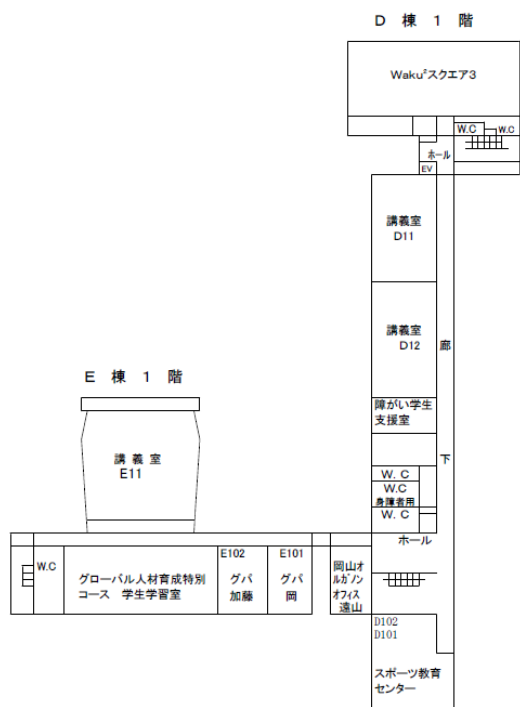 D 棟 1 階
Waku²スクエア3
W.C
W.C
ホール
EV
講義室
D11
講義室
D12
廊
下
障がい学生
支援室
W.C
W.C
身障者用
W.C
ホール
E 棟 1 階
講義室
E11
W.C
グローバル人材育成特別
コース 学生学習室
E102
グバ
加藤
E101
グバ
岡
岡山オ
ルガノン
オフィス
遠山
D102
D101
スポーツ教育
センター